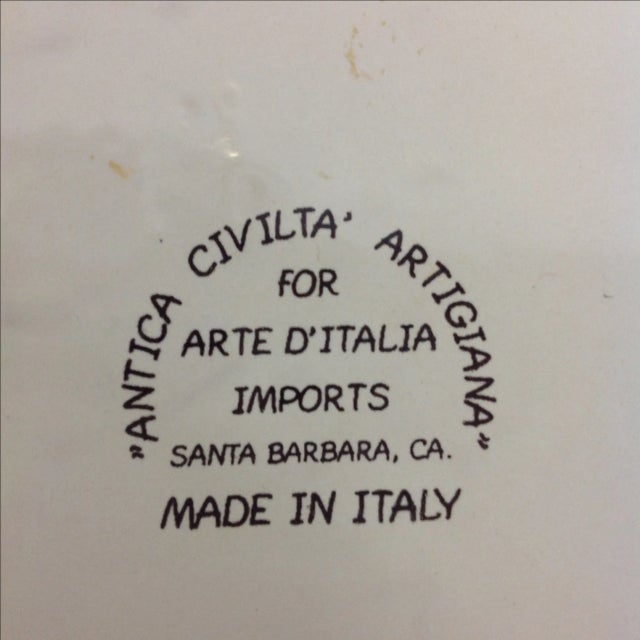 "ANTICA CIVILTA' ARTIGIANA"
FOR
ARTE D'ITALIA
IMPORTS
SANTA BARBARA, CA.
MADE IN ITALY